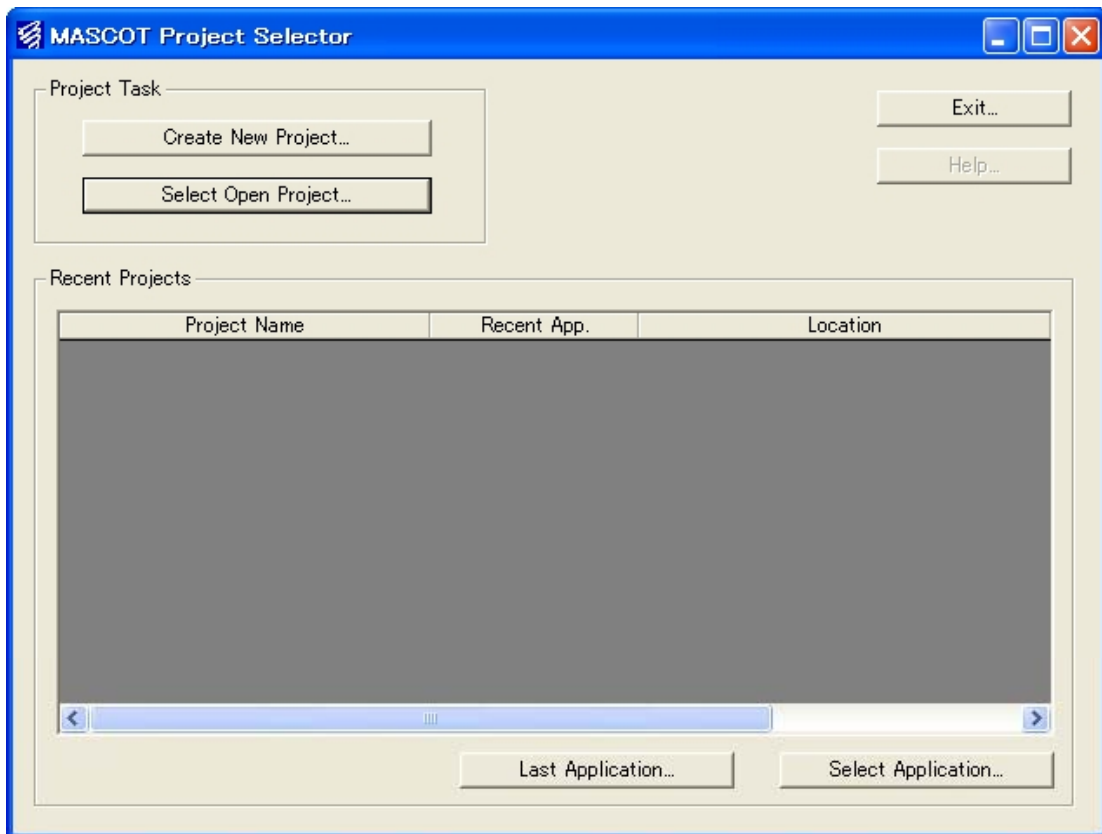 MASCOT Project Selector
Project Task
Create New Project...
Select Open Project...
Exit...
Help...
Recent Projects
Project Name Recent App. Location
Last Application... Select Application...